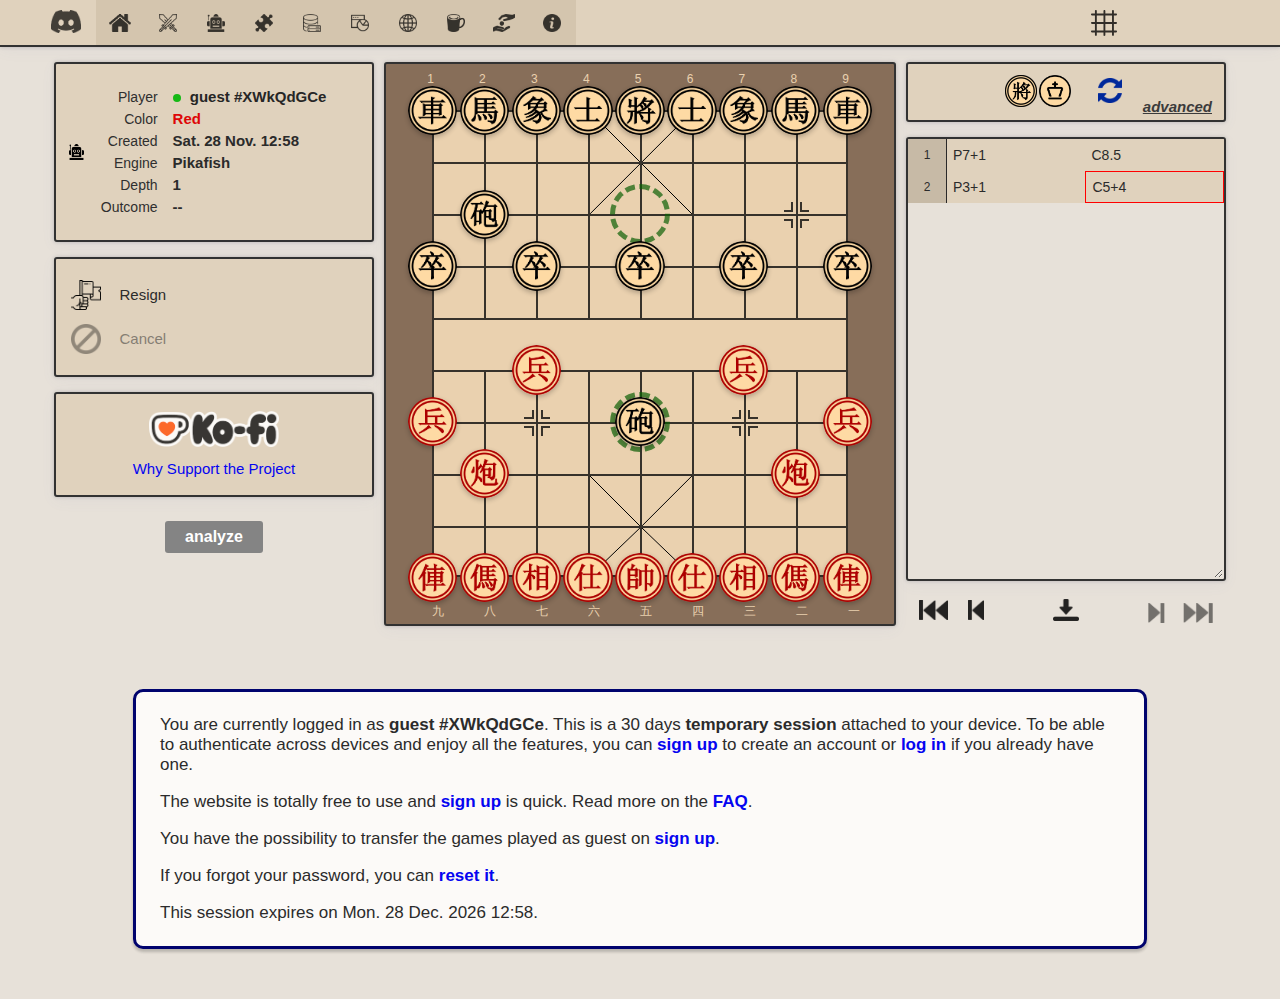 Player guest #XWkQdGCe
Color Red
Created Sat. 28 Nov. 12:58
Engine Pikafish
Depth 1
Outcome --
Resign
Cancel
Ko-fi
Why Support the Project
analyze
1 2 3 4 5 6 7 8 9
車 馬 象 士 將 士 象 馬 車
砲
卒 卒 卒 卒 卒
兵 兵
兵 砲 兵
炮 炮
俥 傌 相 仕 帥 仕 相 傌 俥
九 八 七 六 五 四 三 二 一
將
advanced
1 P7+1 C8.5
2 P3+1 C5+4
You are currently logged in as guest #XWkQdGCe. This is a 30 days temporary session attached to your device. To be able
to authenticate across devices and enjoy all the features, you can sign up to create an account or log in if you already have
one.
The website is totally free to use and sign up is quick. Read more on the FAQ.
You have the possibility to transfer the games played as guest on sign up.
If you forgot your password, you can reset it.
This session expires on Mon. 28 Dec. 2026 12:58.